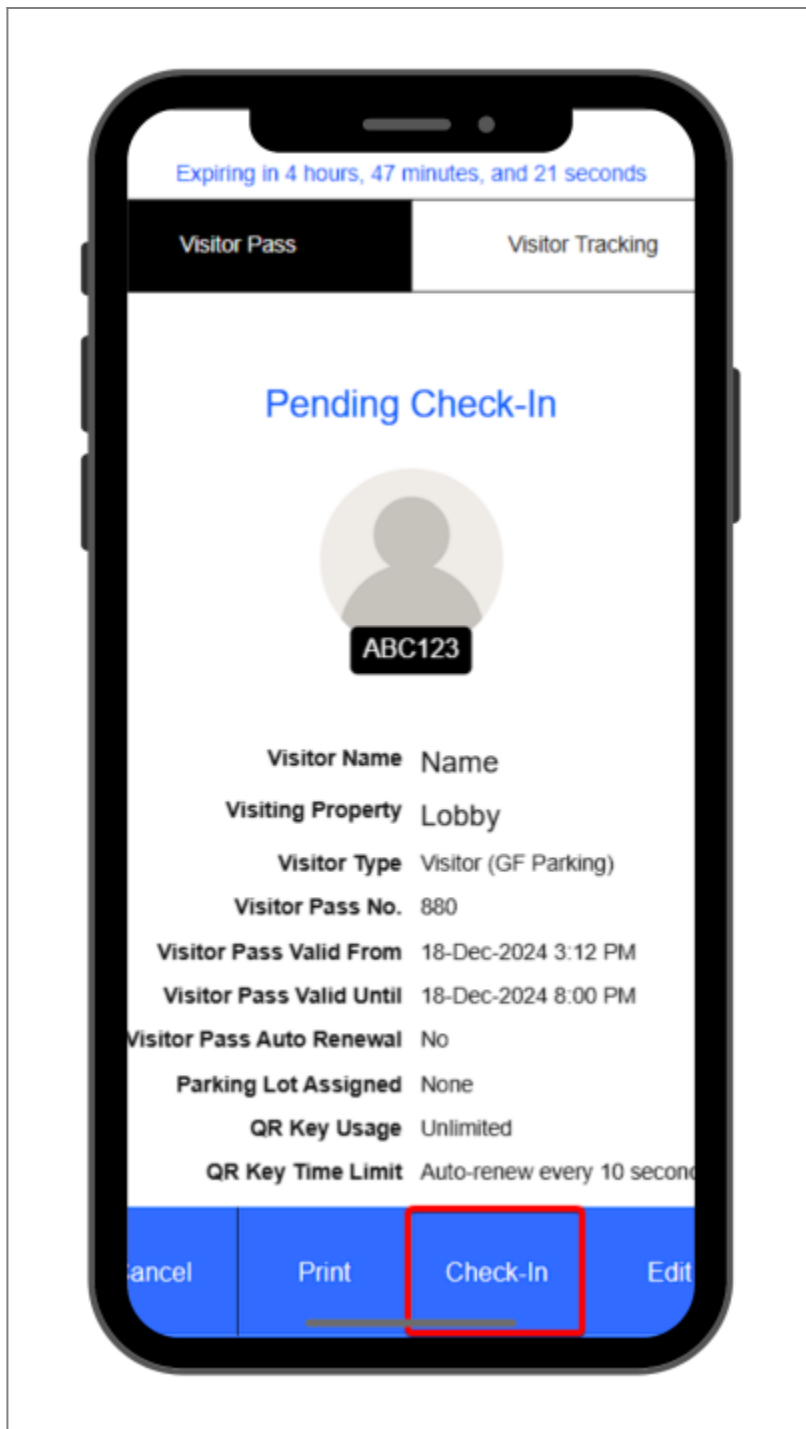 Expiring in 4 hours, 47 minutes, and 21 seconds
Visitor Pass Visitor Tracking
Pending Check-In
ABC123
Visitor Name Name
Visiting Property Lobby
Visitor Type Visitor (GF Parking)
Visitor Pass No. 880
Visitor Pass Valid From 18-Dec-2024 3:12 PM
Visitor Pass Valid Until 18-Dec-2024 8:00 PM
Visitor Pass Auto Renewal No
Parking Lot Assigned None
QR Key Usage Unlimited
QR Key Time Limit Auto-renew every 10 secon
ancel Print Check-In Edit